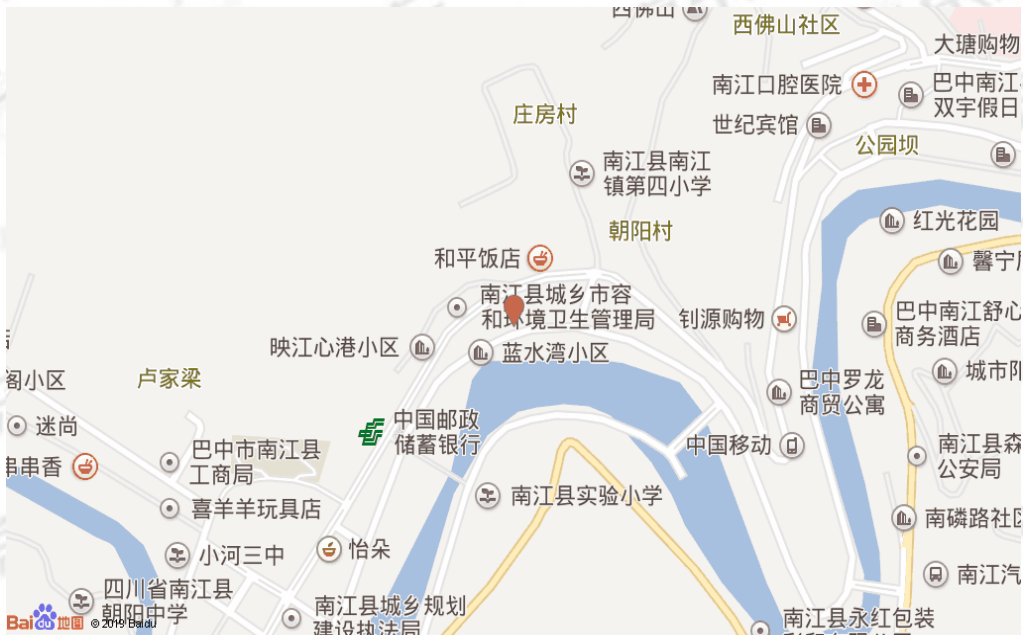 西佛山
西佛山社区
大塘购物
南江口腔医院
巴中南江
双宇假日
庄房村
世纪宾馆
公园坝
南江县南江
镇第四小学
红光花园
朝阳村
和平饭店
馨宁
南江县城乡市容
和环境卫生管理局
钊源购物
巴中南江舒心
商务酒店
映江心港小区
蓝水湾小区
阁小区
卢家梁
巴中罗龙
商贸公寓
城市阳
迷尚
中国邮政
储蓄银行
中国移动
巴中市南江县
工商局
南江县森
公安局
串串香
南江县实验小学
喜羊羊玩具店
南磷路社区
怡朵
小河三中
南江汽
四川省南江县
朝阳中学
南江县城乡规划
建设执法局
南江县永红包装
Bai du 地图 © 2019 Baidu